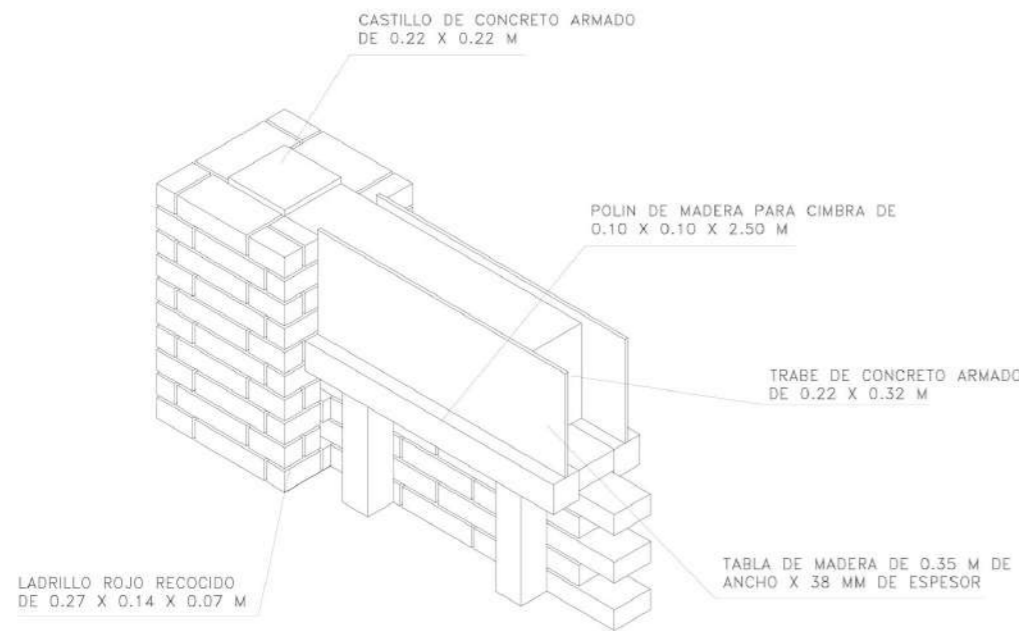 CASTILLO DE CONCRETO ARMADO
DE 0.22 X 0.22 M
POLIN DE MADERA PARA CIMBRA DE
0.10 X 0.10 X 2.50 M
TRABE DE CONCRETO ARMADO
DE 0.22 X 0.32 M
TABLA DE MADERA DE 0.35 M DE
ANCHO X 38 MM DE ESPESOR
LADRILLO ROJO RECOCIDO
DE 0.27 X 0.14 X 0.07 M